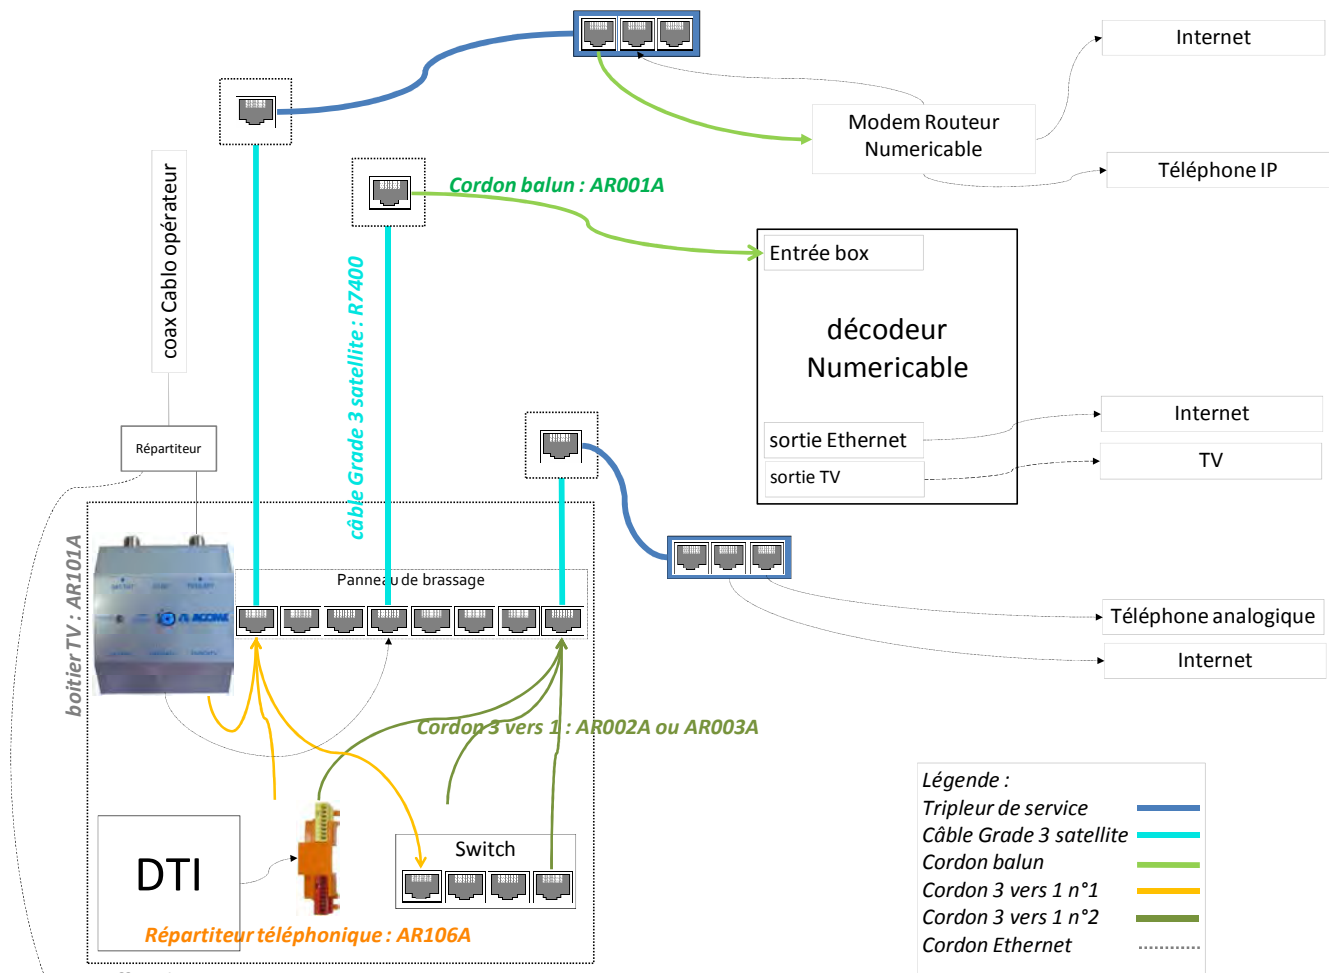 Internet
Modem Routeur
Numericable
Téléphone IP
Cordon balun : AR001A
coax Cablo opérateur
câble Grade 3 satellite : R7400
Entrée box
décodeur
Numericable
Répartiteur
sortie Ethernet
sortie TV
Internet
TV
boitier TV : AR101A
ACOME
Panneau de brassage
Téléphone analogique
Internet
Cordon 3 vers 1 : AR002A ou AR003A
DTI
Switch
Répartiteur téléphonique : AR106A
Légende :
Tripleur de service
Câble Grade 3 satellite
Cordon balun
Cordon 3 vers 1 n°1
Cordon 3 vers 1 n°2
Cordon Ethernet